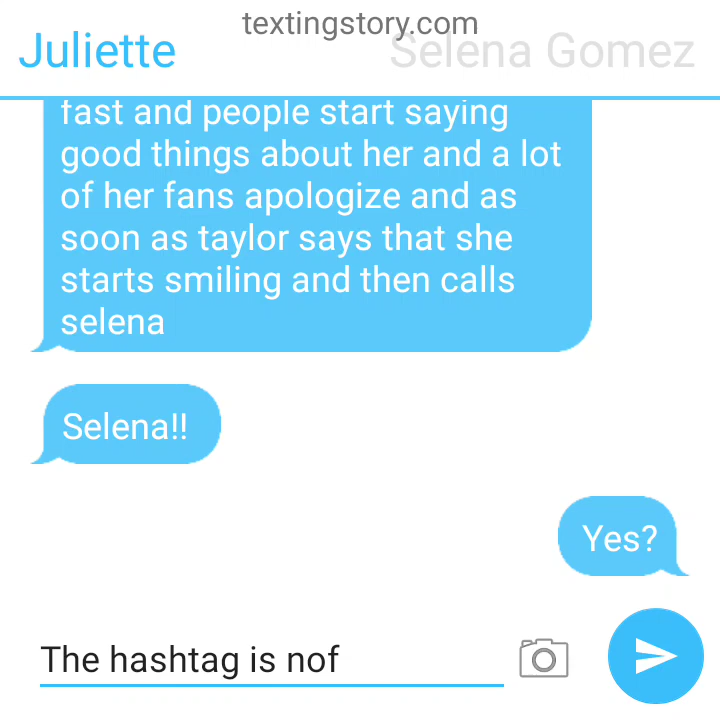 textingstory.com
Juliette
Selena Gomez
fast and people start saying
good things about her and a lot
of her fans apologize and as
soon as taylor says that she
starts smiling and then calls
selena
Selena!!
Yes?
The hashtag is nof